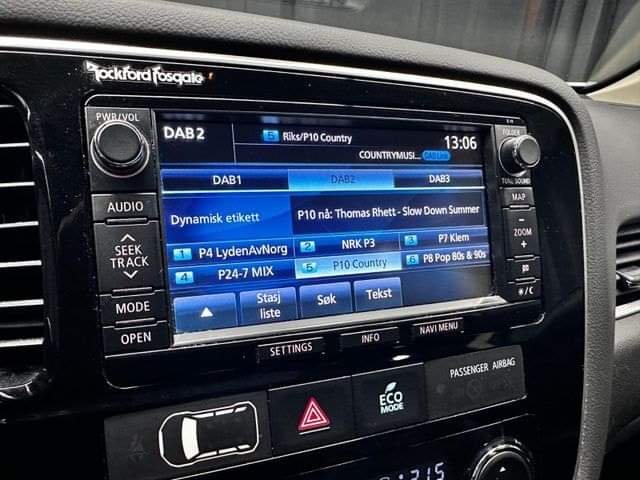 Rockford Fosgate
PWR/VOL
FOLDER
TUNE SOUND
DAB 2
5 Riks/P10 Country
13:06
COUNTRYMUSI... DAB Link
DAB1 DAB2 DAB3
Dynamisk etikett
P10 nå: Thomas Rhett - Slow Down Summer
1 P4 LydenAvNorg 2 NRK P3 3 P7 Klem
4 P24-7 MIX 5 P10 Country 6 P8 Pop 80s & 90s
Stasj
liste
Søk
Tekst
AUDIO
SEEK
TRACK
MODE
OPEN
MAP
ZOOM
SETTINGS
INFO
NAVI MENU
ECO
MODE
PASSENGER AIRBAG